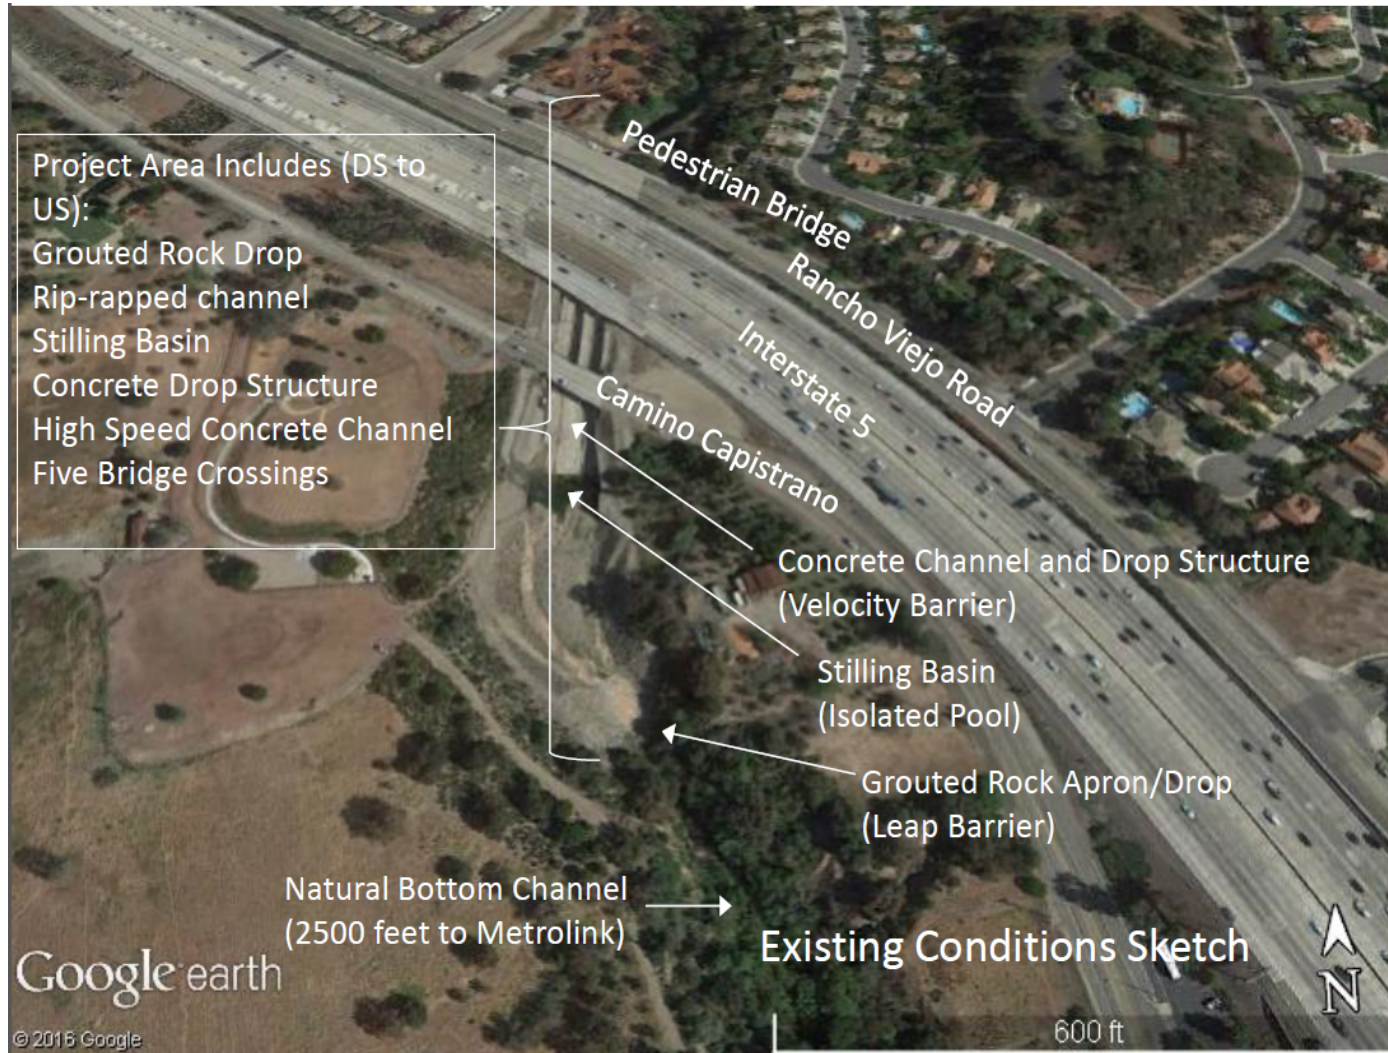 Project Area Includes (DS to
US):
Grouted Rock Drop
Rip-rapped channel
Stilling Basin
Concrete Drop Structure
High Speed Concrete Channel
Five Bridge Crossings
Pedestrian Bridge
Rancho Viejo Road
Interstate 5
Camino Capistrano
Concrete Channel and Drop Structure
(Velocity Barrier)
Stilling Basin
(Isolated Pool)
Grouted Rock Apron/Drop
(Leap Barrier)
Natural Bottom Channel
(2500 feet to Metrolink)
Existing Conditions Sketch
Google earth
© 2016 Google
600 ft
N